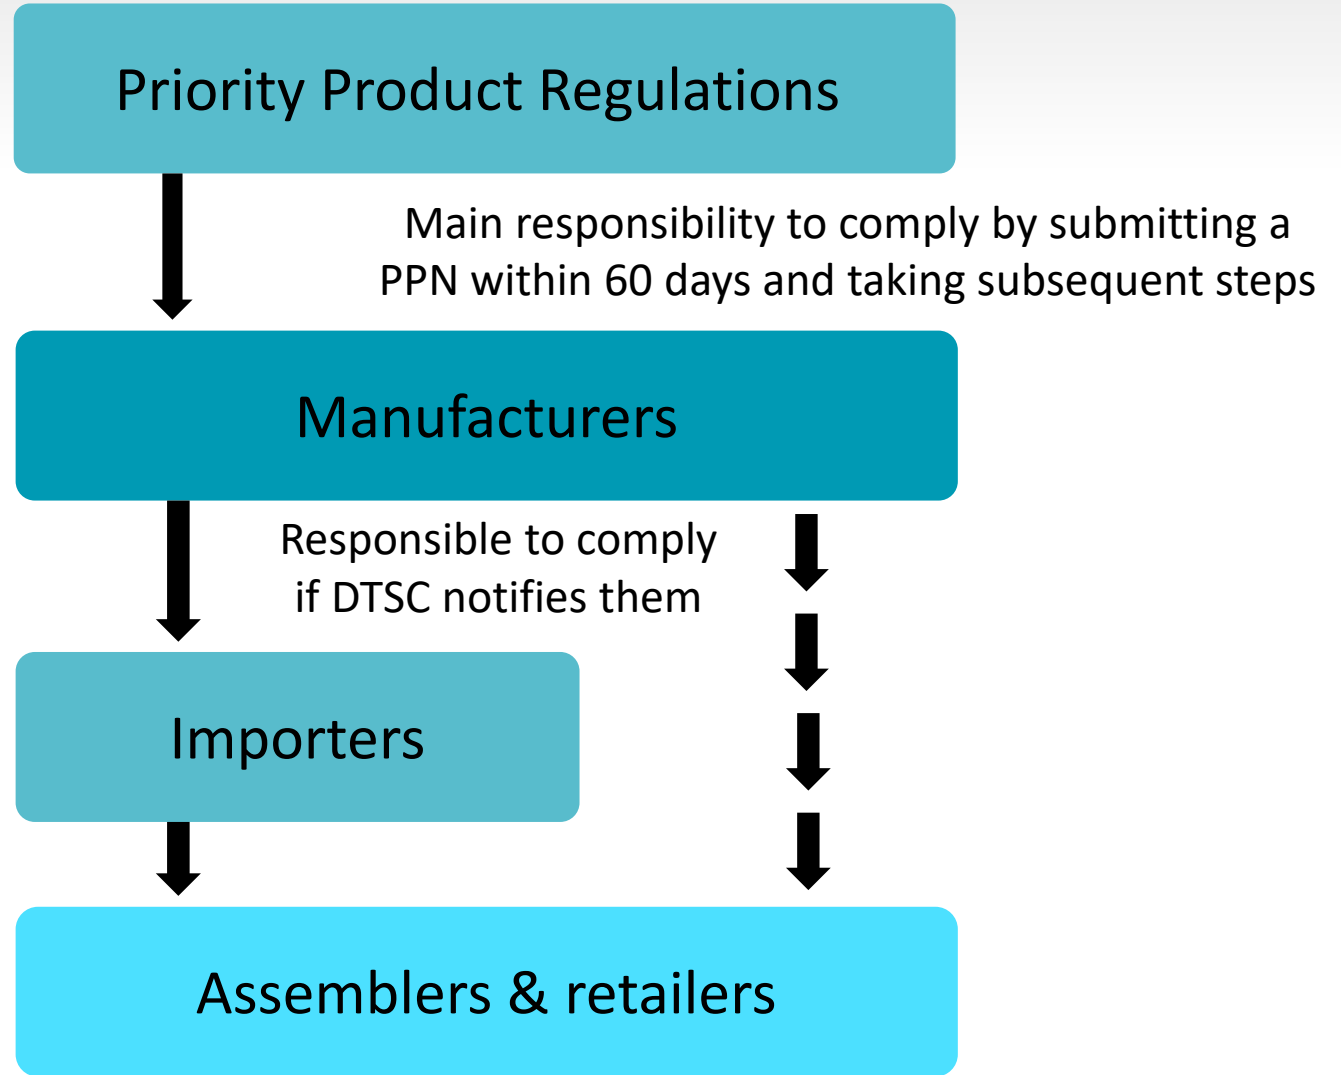 Priority Product Regulations
Main responsibility to comply by submitting a
PPN within 60 days and taking subsequent steps
Manufacturers
Responsible to comply
if DTSC notifies them
Importers
Assemblers & retailers